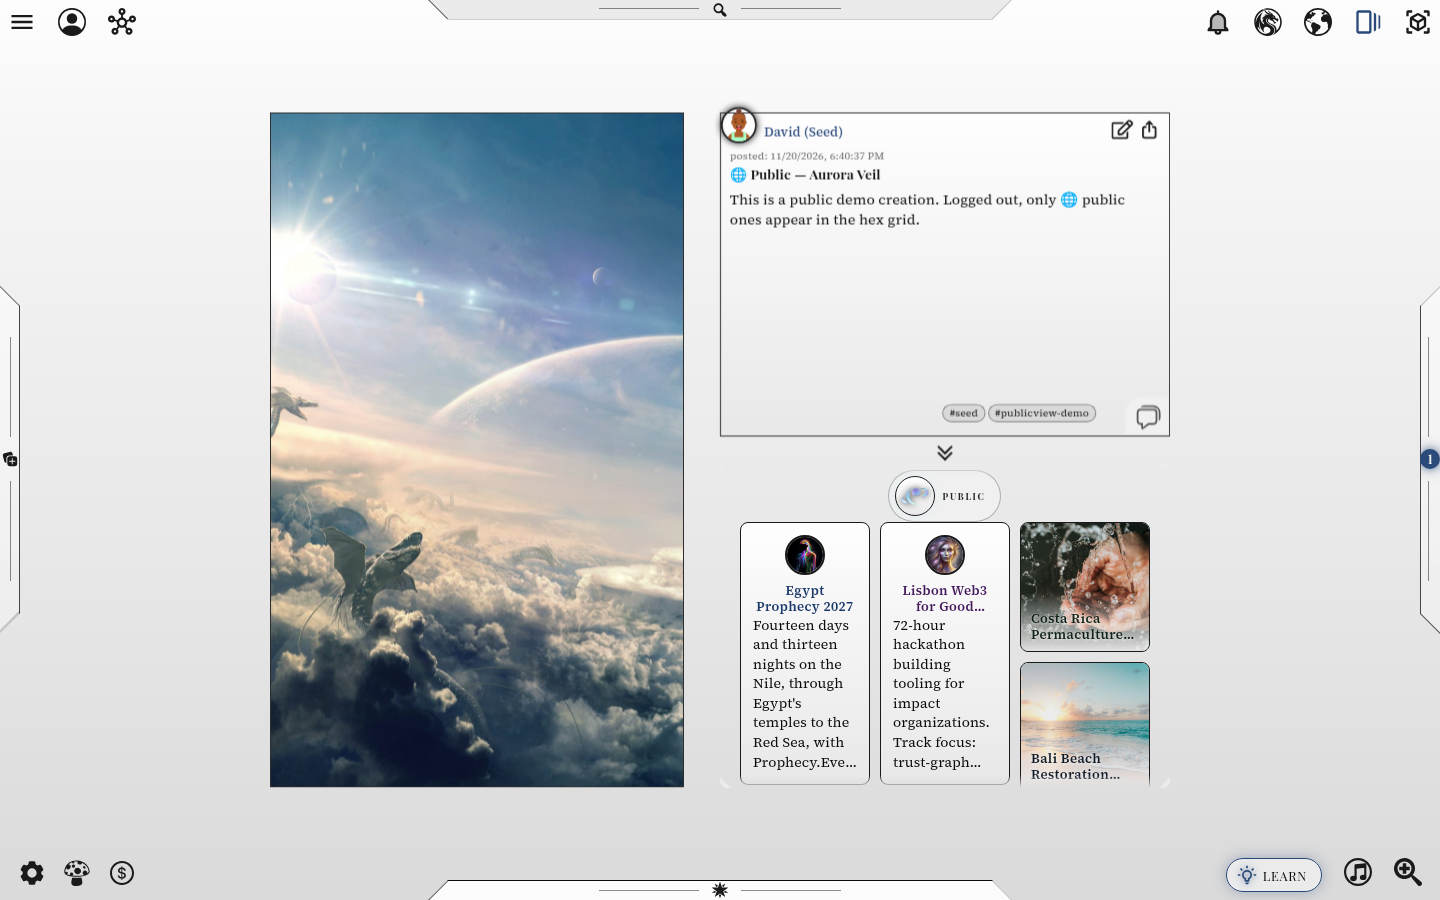 David (Seed)
posted: 11/20/2026, 6:40:37 PM
🌐 Public — Aurora Veil
This is a public demo creation. Logged out, only 🌐 public
ones appear in the hex grid.
#seed #publicview-demo
PUBLIC
Egypt
Prophecy 2027
Fourteen days
and thirteen
nights on the
Nile, through
Egypt's
temples to the
Red Sea, with
Prophecy.Eve...
Lisbon Web3
for Good...
72-hour
hackathon
building
tooling for
impact
organizations.
Track focus:
trust-graph...
Costa Rica
Permaculture...
Bali Beach
Restoration...
1
$
LEARN